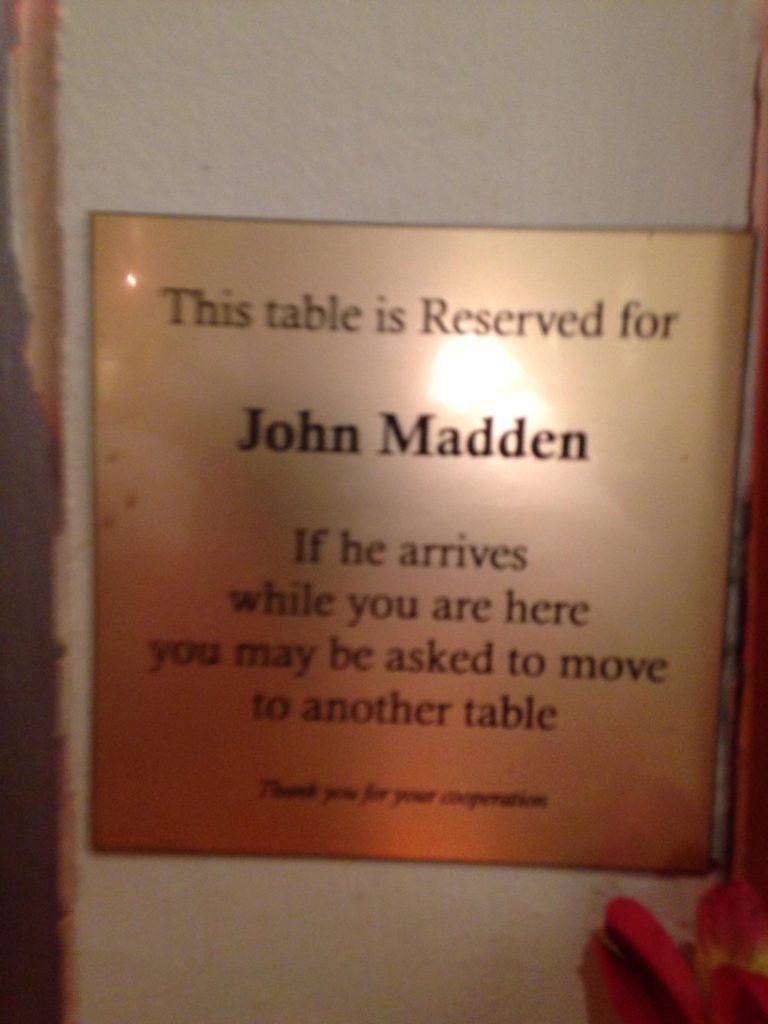 This table is Reserved for
John Madden
If he arrives
while you are here
you may be asked to move
to another table
Thank you for your cooperation